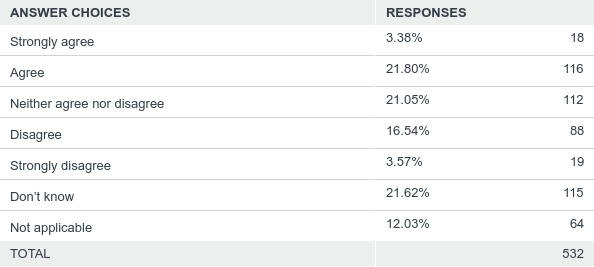 ANSWER CHOICES RESPONSES
Strongly agree 3.38% 18
Agree 21.80% 116
Neither agree nor disagree 21.05% 112
Disagree 16.54% 88
Strongly disagree 3.57% 19
Don’t know 21.62% 115
Not applicable 12.03% 64
TOTAL 532